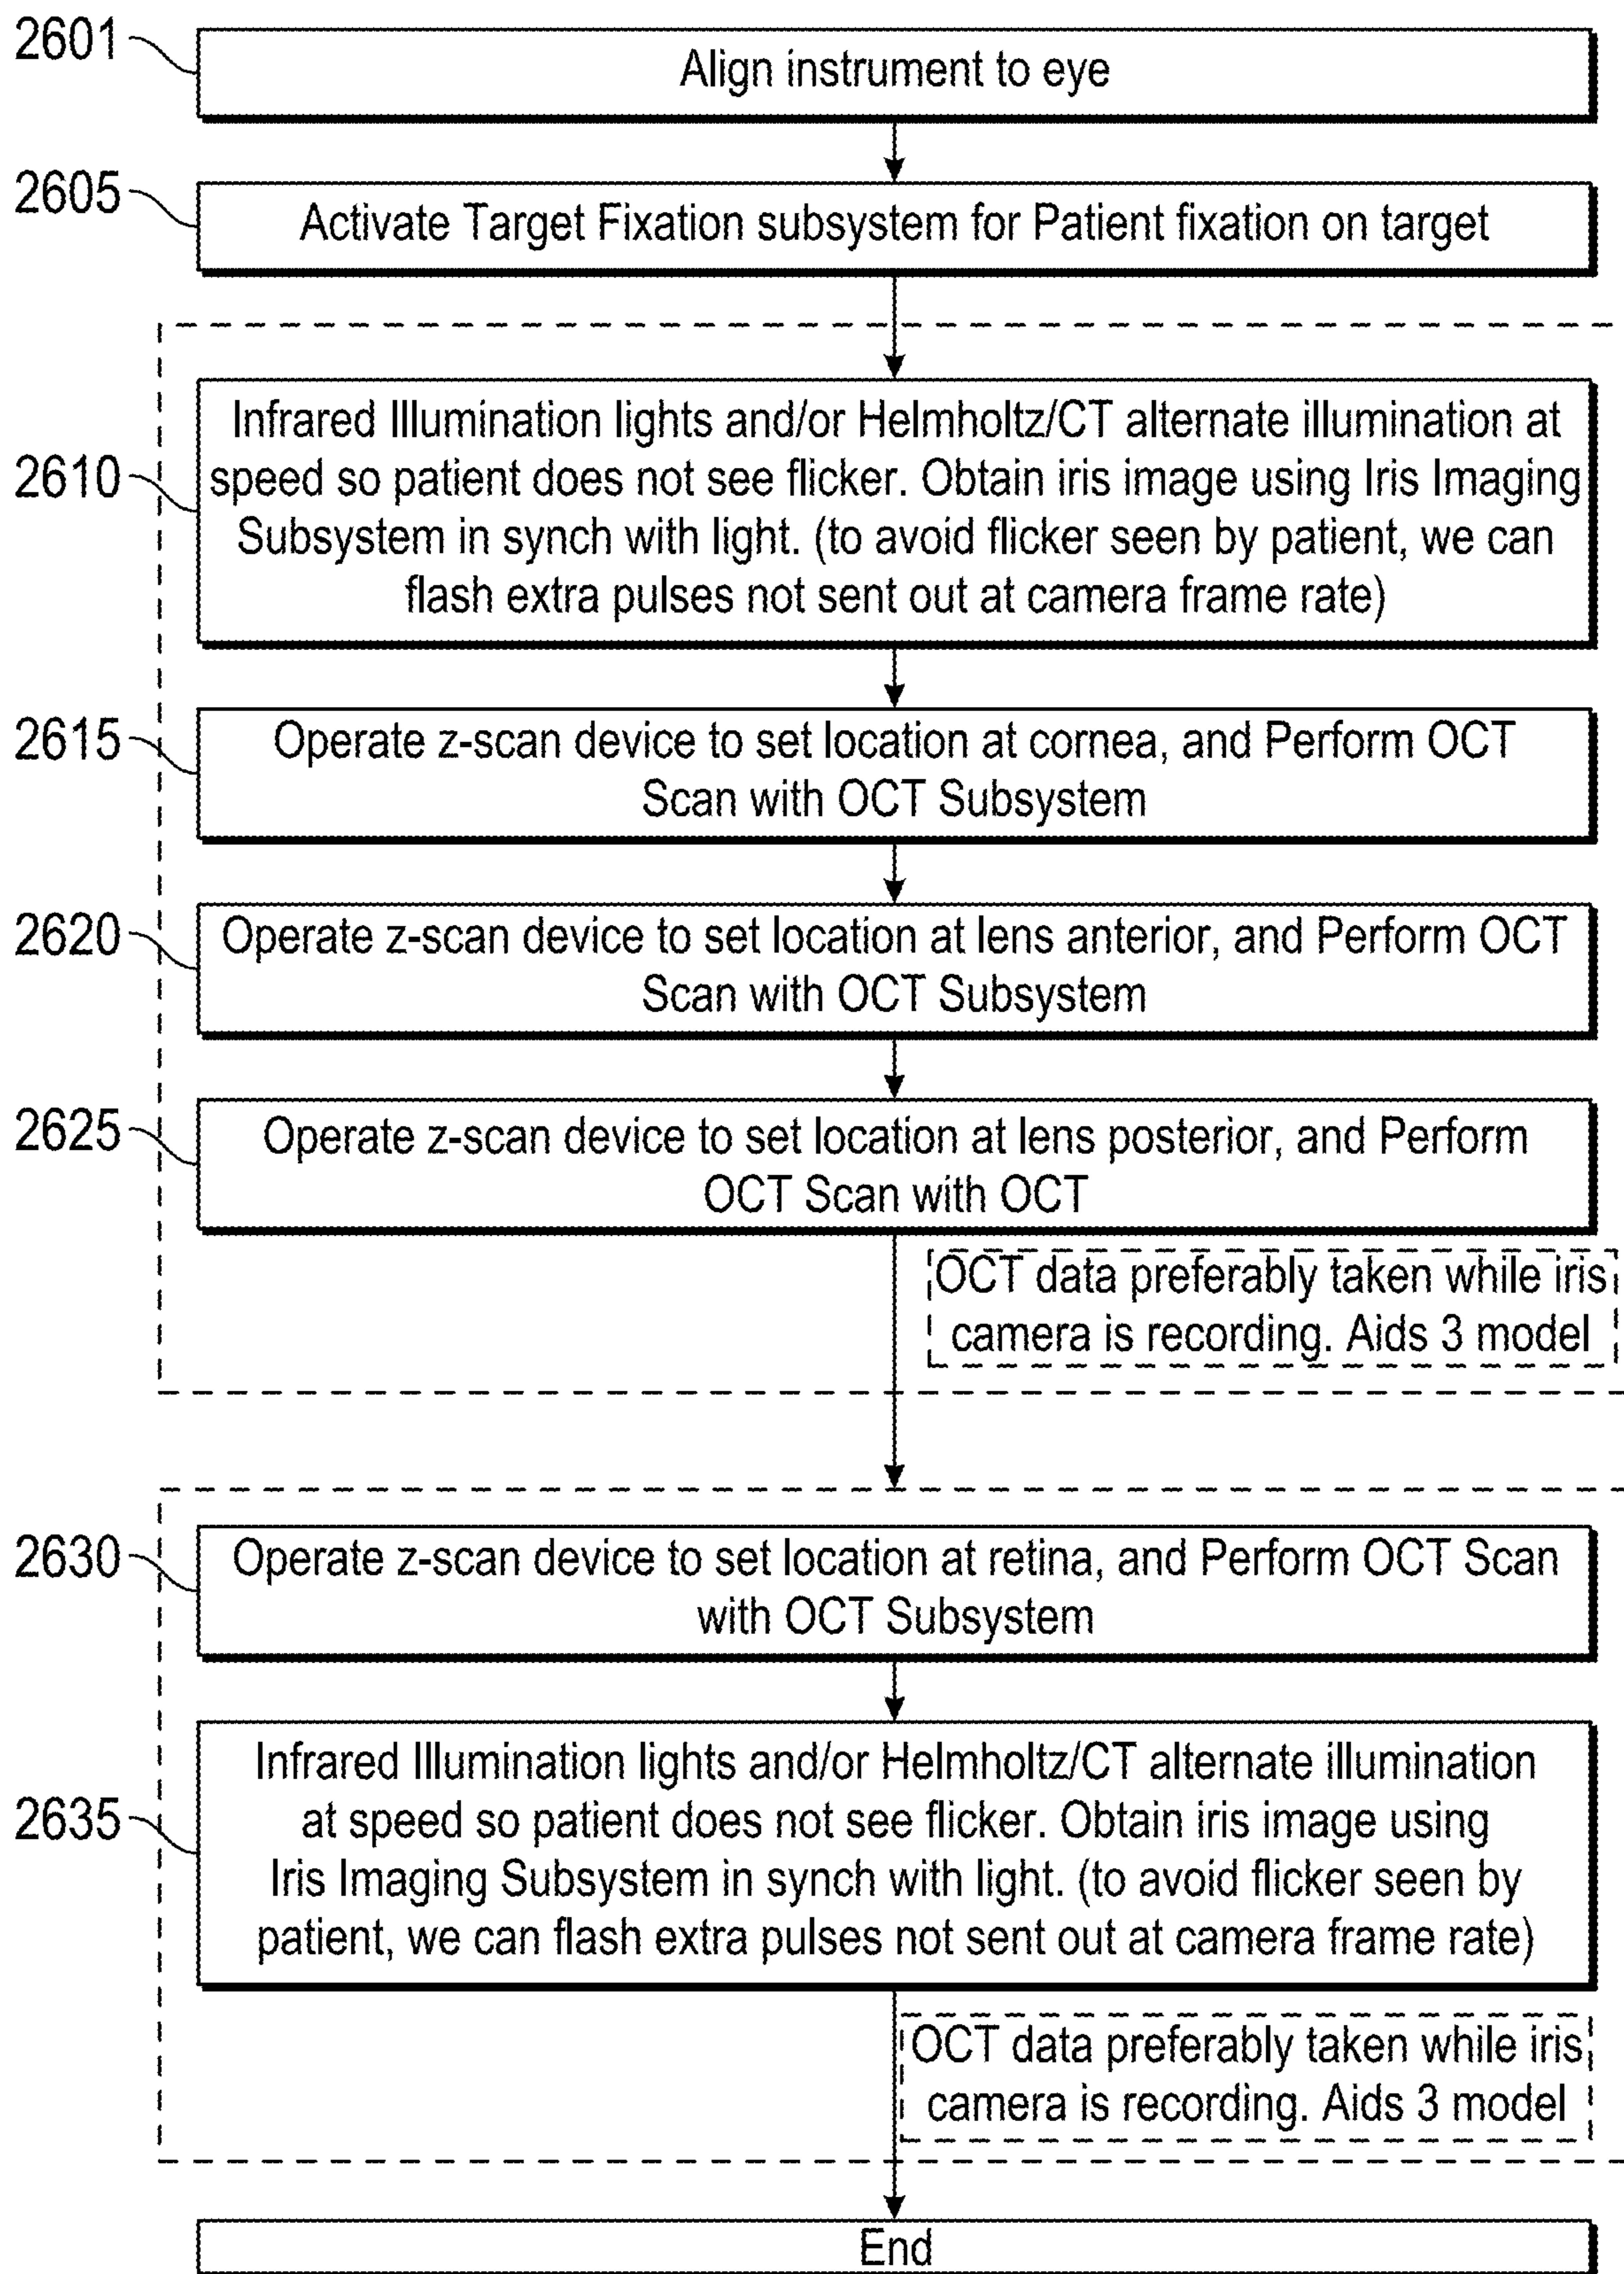 2601
Align instrument to eye
2605
Activate Target Fixation subsystem for Patient fixation on target
2610
Infrared Illumination lights and/or Helmholtz/CT alternate illumination at
speed so patient does not see flicker. Obtain iris image using Iris Imaging
Subsystem in synch with light. (to avoid flicker seen by patient, we can
flash extra pulses not sent out at camera frame rate)
2615
Operate z-scan device to set location at cornea, and Perform OCT
Scan with OCT Subsystem
2620
Operate z-scan device to set location at lens anterior, and Perform OCT
Scan with OCT Subsystem
2625
Operate z-scan device to set location at lens posterior, and Perform
OCT Scan with OCT
OCT data preferably taken while iris
camera is recording. Aids 3 model
2630
Operate z-scan device to set location at retina, and Perform OCT Scan
with OCT Subsystem
2635
Infrared Illumination lights and/or Helmholtz/CT alternate illumination
at speed so patient does not see flicker. Obtain iris image using
Iris Imaging Subsystem in synch with light. (to avoid flicker seen by
patient, we can flash extra pulses not sent out at camera frame rate)
OCT data preferably taken while iris
camera is recording. Aids 3 model
End